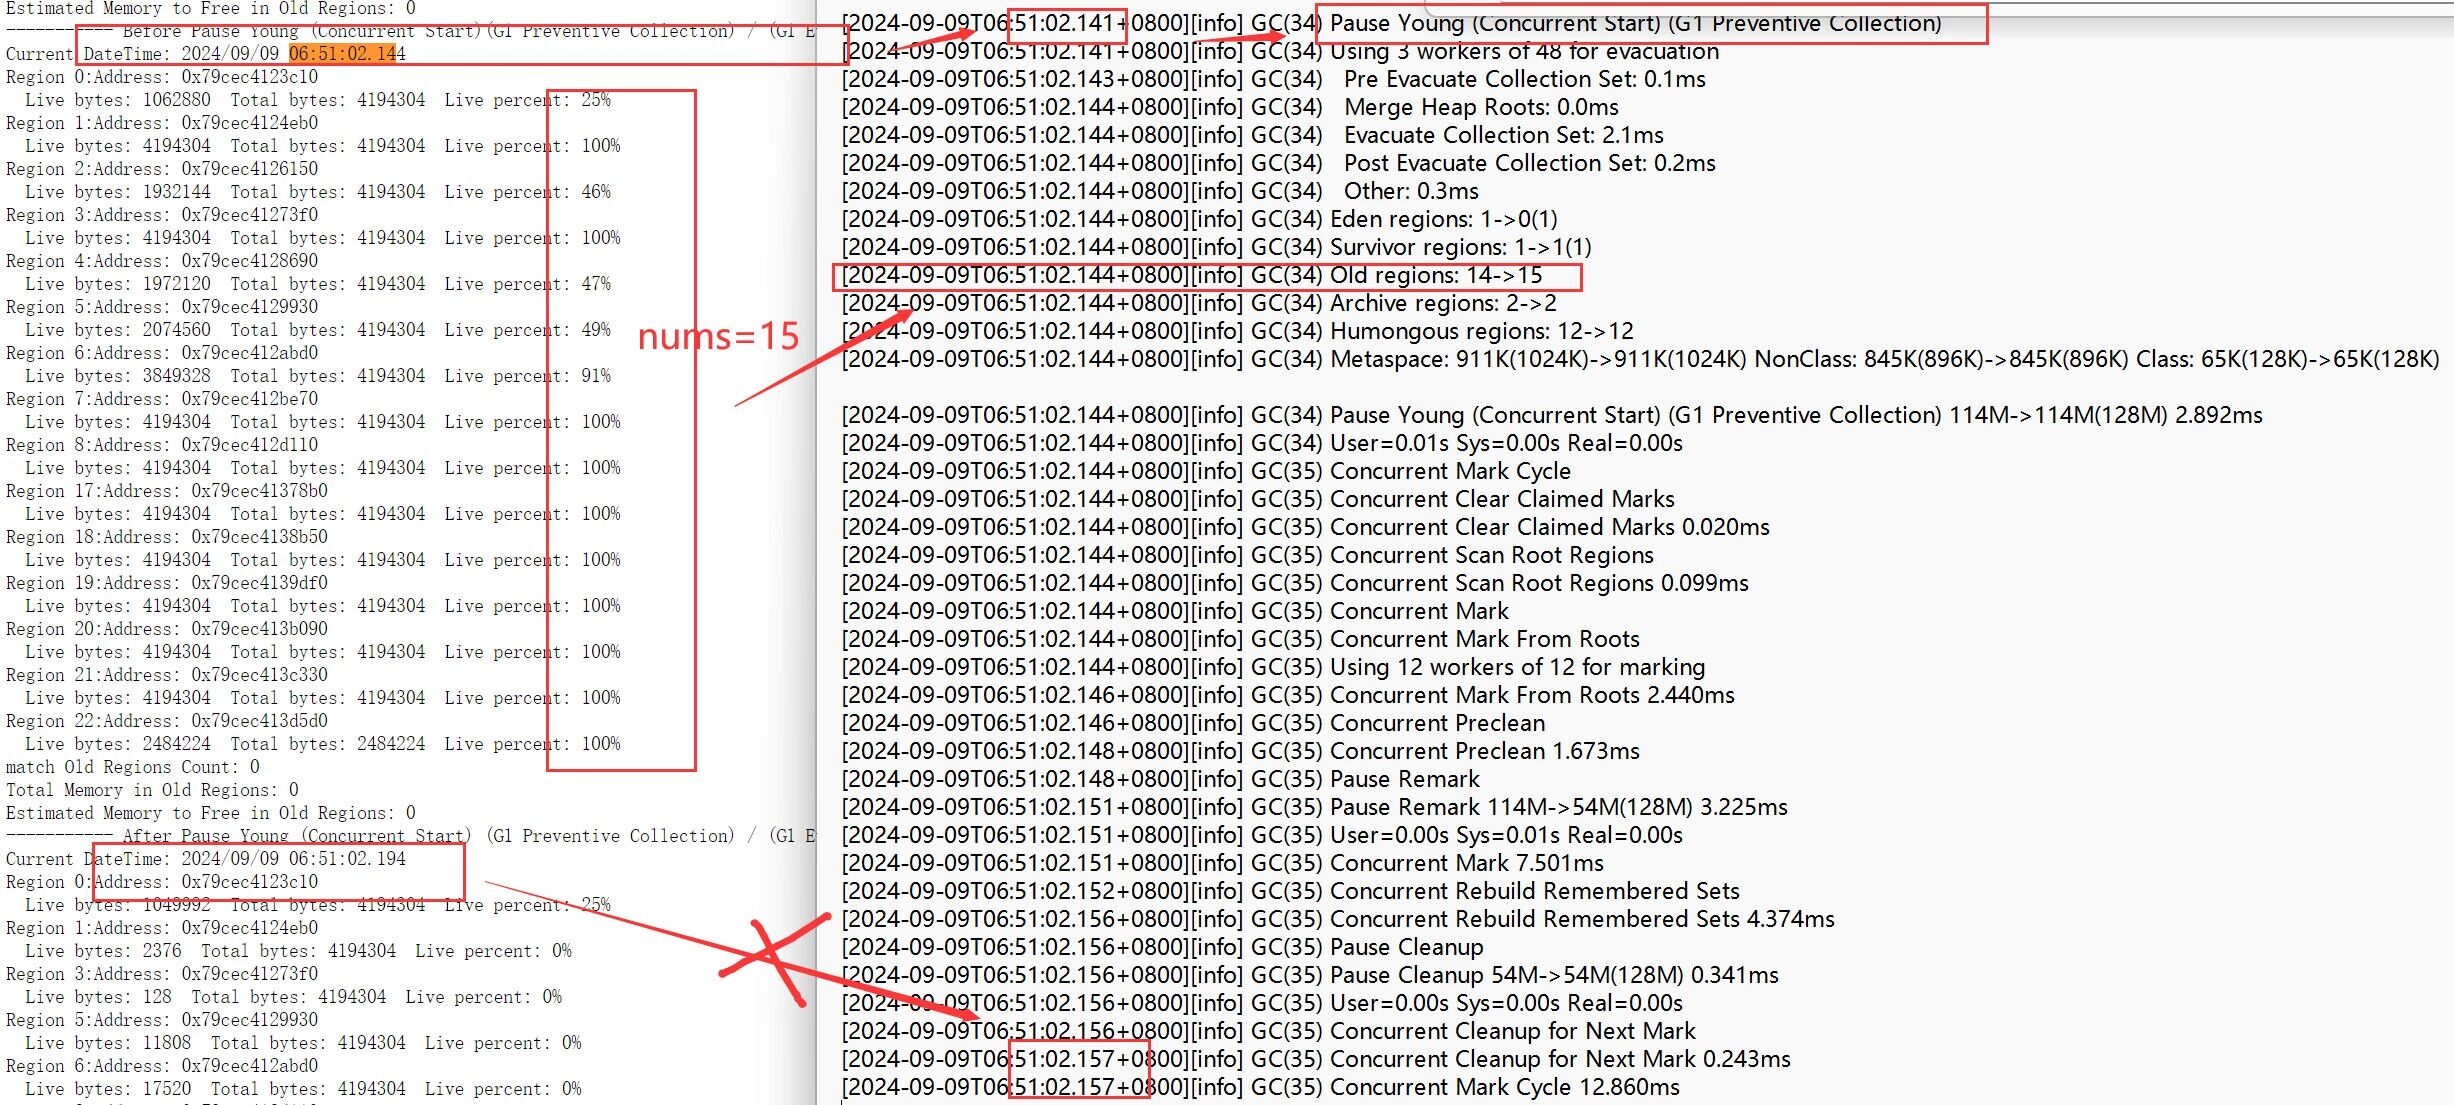 Estimated Memory to Free in Old Regions: 0
----------- Before Pause Young (Concurrent Start)(G1 Preventive Collection) / (G1 E
Current DateTime: 2024/09/09 06:51:02.144
Region 0:Address: 0x79cec4123c10
Live bytes: 1062880 Total bytes: 4194304 Live percent: 25%
Region 1:Address: 0x79cec4124eb0
Live bytes: 4194304 Total bytes: 4194304 Live percent: 100%
Region 2:Address: 0x79cec4126150
Live bytes: 1932144 Total bytes: 4194304 Live percent: 46%
Region 3:Address: 0x79cec41273f0
Live bytes: 4194304 Total bytes: 4194304 Live percent: 100%
Region 4:Address: 0x79cec4128690
Live bytes: 1972120 Total bytes: 4194304 Live percent: 47%
Region 5:Address: 0x79cec4129930
Live bytes: 2074560 Total bytes: 4194304 Live percent: 49%
Region 6:Address: 0x79cec412abd0
Live bytes: 3849328 Total bytes: 4194304 Live percent: 91%
Region 7:Address: 0x79cec412be70
Live bytes: 4194304 Total bytes: 4194304 Live percent: 100%
Region 8:Address: 0x79cec412d110
Live bytes: 4194304 Total bytes: 4194304 Live percent: 100%
Region 17:Address: 0x79cec41378b0
Live bytes: 4194304 Total bytes: 4194304 Live percent: 100%
Region 18:Address: 0x79cec4138b50
Live bytes: 4194304 Total bytes: 4194304 Live percent: 100%
Region 19:Address: 0x79cec4139df0
Live bytes: 4194304 Total bytes: 4194304 Live percent: 100%
Region 20:Address: 0x79cec413b090
Live bytes: 4194304 Total bytes: 4194304 Live percent: 100%
Region 21:Address: 0x79cec413c330
Live bytes: 4194304 Total bytes: 4194304 Live percent: 100%
Region 22:Address: 0x79cec413d5d0
Live bytes: 2484224 Total bytes: 2484224 Live percent: 100%
match Old Regions Count: 0
Total Memory in Old Regions: 0
Estimated Memory to Free in Old Regions: 0
----------- After Pause Young (Concurrent Start) (G1 Preventive Collection) / (G1 E
Current DateTime: 2024/09/09 06:51:02.194
Region 0:Address: 0x79cec4123c10
Live bytes: 1049992 Total bytes: 4194304 Live percent: 25%
Region 1:Address: 0x79cec4124eb0
Live bytes: 2376 Total bytes: 4194304 Live percent: 0%
Region 3:Address: 0x79cec41273f0
Live bytes: 128 Total bytes: 4194304 Live percent: 0%
Region 5:Address: 0x79cec4129930
Live bytes: 11808 Total bytes: 4194304 Live percent: 0%
Region 6:Address: 0x79cec412abd0
Live bytes: 17520 Total bytes: 4194304 Live percent: 0%
nums=15
[2024-09-09T06:51:02.141+0800][info] GC(34) Pause Young (Concurrent Start) (G1 Preventive Collection)
[2024-09-09T06:51:02.141+0800][info] GC(34) Using 3 workers of 48 for evacuation
[2024-09-09T06:51:02.143+0800][info] GC(34) Pre Evacuate Collection Set: 0.1ms
[2024-09-09T06:51:02.144+0800][info] GC(34) Merge Heap Roots: 0.0ms
[2024-09-09T06:51:02.144+0800][info] GC(34) Evacuate Collection Set: 2.1ms
[2024-09-09T06:51:02.144+0800][info] GC(34) Post Evacuate Collection Set: 0.2ms
[2024-09-09T06:51:02.144+0800][info] GC(34) Other: 0.3ms
[2024-09-09T06:51:02.144+0800][info] GC(34) Eden regions: 1->0(1)
[2024-09-09T06:51:02.144+0800][info] GC(34) Survivor regions: 1->1(1)
[2024-09-09T06:51:02.144+0800][info] GC(34) Old regions: 14->15
[2024-09-09T06:51:02.144+0800][info] GC(34) Archive regions: 2->2
[2024-09-09T06:51:02.144+0800][info] GC(34) Humongous regions: 12->12
[2024-09-09T06:51:02.144+0800][info] GC(34) Metaspace: 911K(1024K)->911K(1024K) NonClass: 845K(896K)->845K(896K) Class: 65K(128K)->65K(128K)
[2024-09-09T06:51:02.144+0800][info] GC(34) Pause Young (Concurrent Start) (G1 Preventive Collection) 114M->114M(128M) 2.892ms
[2024-09-09T06:51:02.144+0800][info] GC(34) User=0.01s Sys=0.00s Real=0.00s
[2024-09-09T06:51:02.144+0800][info] GC(35) Concurrent Mark Cycle
[2024-09-09T06:51:02.144+0800][info] GC(35) Concurrent Clear Claimed Marks
[2024-09-09T06:51:02.144+0800][info] GC(35) Concurrent Clear Claimed Marks 0.020ms
[2024-09-09T06:51:02.144+0800][info] GC(35) Concurrent Scan Root Regions
[2024-09-09T06:51:02.144+0800][info] GC(35) Concurrent Scan Root Regions 0.099ms
[2024-09-09T06:51:02.144+0800][info] GC(35) Concurrent Mark
[2024-09-09T06:51:02.144+0800][info] GC(35) Concurrent Mark From Roots
[2024-09-09T06:51:02.144+0800][info] GC(35) Using 12 workers of 12 for marking
[2024-09-09T06:51:02.146+0800][info] GC(35) Concurrent Mark From Roots 2.440ms
[2024-09-09T06:51:02.146+0800][info] GC(35) Concurrent Preclean
[2024-09-09T06:51:02.148+0800][info] GC(35) Concurrent Preclean 1.673ms
[2024-09-09T06:51:02.148+0800][info] GC(35) Pause Remark
[2024-09-09T06:51:02.151+0800][info] GC(35) Pause Remark 114M->54M(128M) 3.225ms
[2024-09-09T06:51:02.151+0800][info] GC(35) User=0.00s Sys=0.01s Real=0.00s
[2024-09-09T06:51:02.151+0800][info] GC(35) Concurrent Mark 7.501ms
[2024-09-09T06:51:02.152+0800][info] GC(35) Concurrent Rebuild Remembered Sets
[2024-09-09T06:51:02.156+0800][info] GC(35) Concurrent Rebuild Remembered Sets 4.374ms
[2024-09-09T06:51:02.156+0800][info] GC(35) Pause Cleanup
[2024-09-09T06:51:02.156+0800][info] GC(35) Pause Cleanup 54M->54M(128M) 0.341ms
[2024-09-09T06:51:02.156+0800][info] GC(35) User=0.00s Sys=0.00s Real=0.00s
[2024-09-09T06:51:02.156+0800][info] GC(35) Concurrent Cleanup for Next Mark
[2024-09-09T06:51:02.157+0800][info] GC(35) Concurrent Cleanup for Next Mark 0.243ms
[2024-09-09T06:51:02.157+0800][info] GC(35) Concurrent Mark Cycle 12.860ms